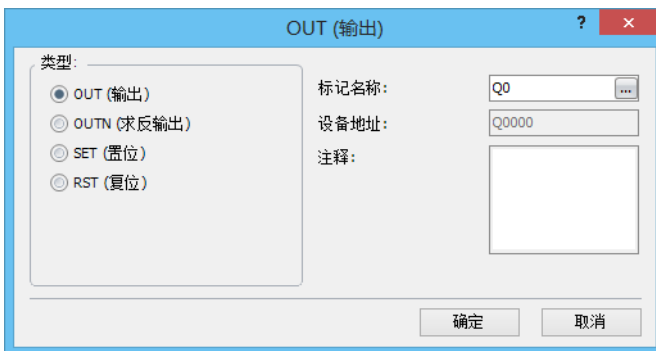 OUT (输出)
? ×
类型:
OUT (输出)
OUTN (求反输出)
SET (置位)
RST (复位)
标记名称: Q0 ...
设备地址: Q0000
注释:
确定 取消